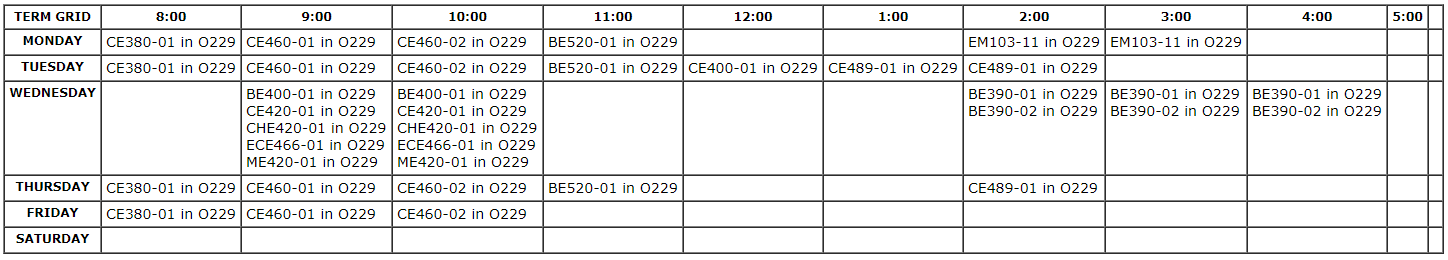 TERM GRID 8:00 9:00 10:00 11:00 12:00 1:00 2:00 3:00 4:00 5:00
MONDAY CE380-01 in O229 CE460-01 in O229 CE460-02 in O229 BE520-01 in O229 EM103-11 in O229 EM103-11 in O229
TUESDAY CE380-01 in O229 CE460-01 in O229 CE460-02 in O229 BE520-01 in O229 CE400-01 in O229 CE489-01 in O229 CE489-01 in O229
WEDNESDAY BE400-01 in O229 BE400-01 in O229 BE390-01 in O229 BE390-01 in O229 BE390-01 in O229
CE420-01 in O229 CE420-01 in O229 BE390-02 in O229 BE390-02 in O229 BE390-02 in O229
CHE420-01 in O229 CHE420-01 in O229
ECE466-01 in O229 ECE466-01 in O229
ME420-01 in O229 ME420-01 in O229
THURSDAY CE380-01 in O229 CE460-01 in O229 CE460-02 in O229 BE520-01 in O229 CE489-01 in O229
FRIDAY CE380-01 in O229 CE460-01 in O229 CE460-02 in O229
SATURDAY